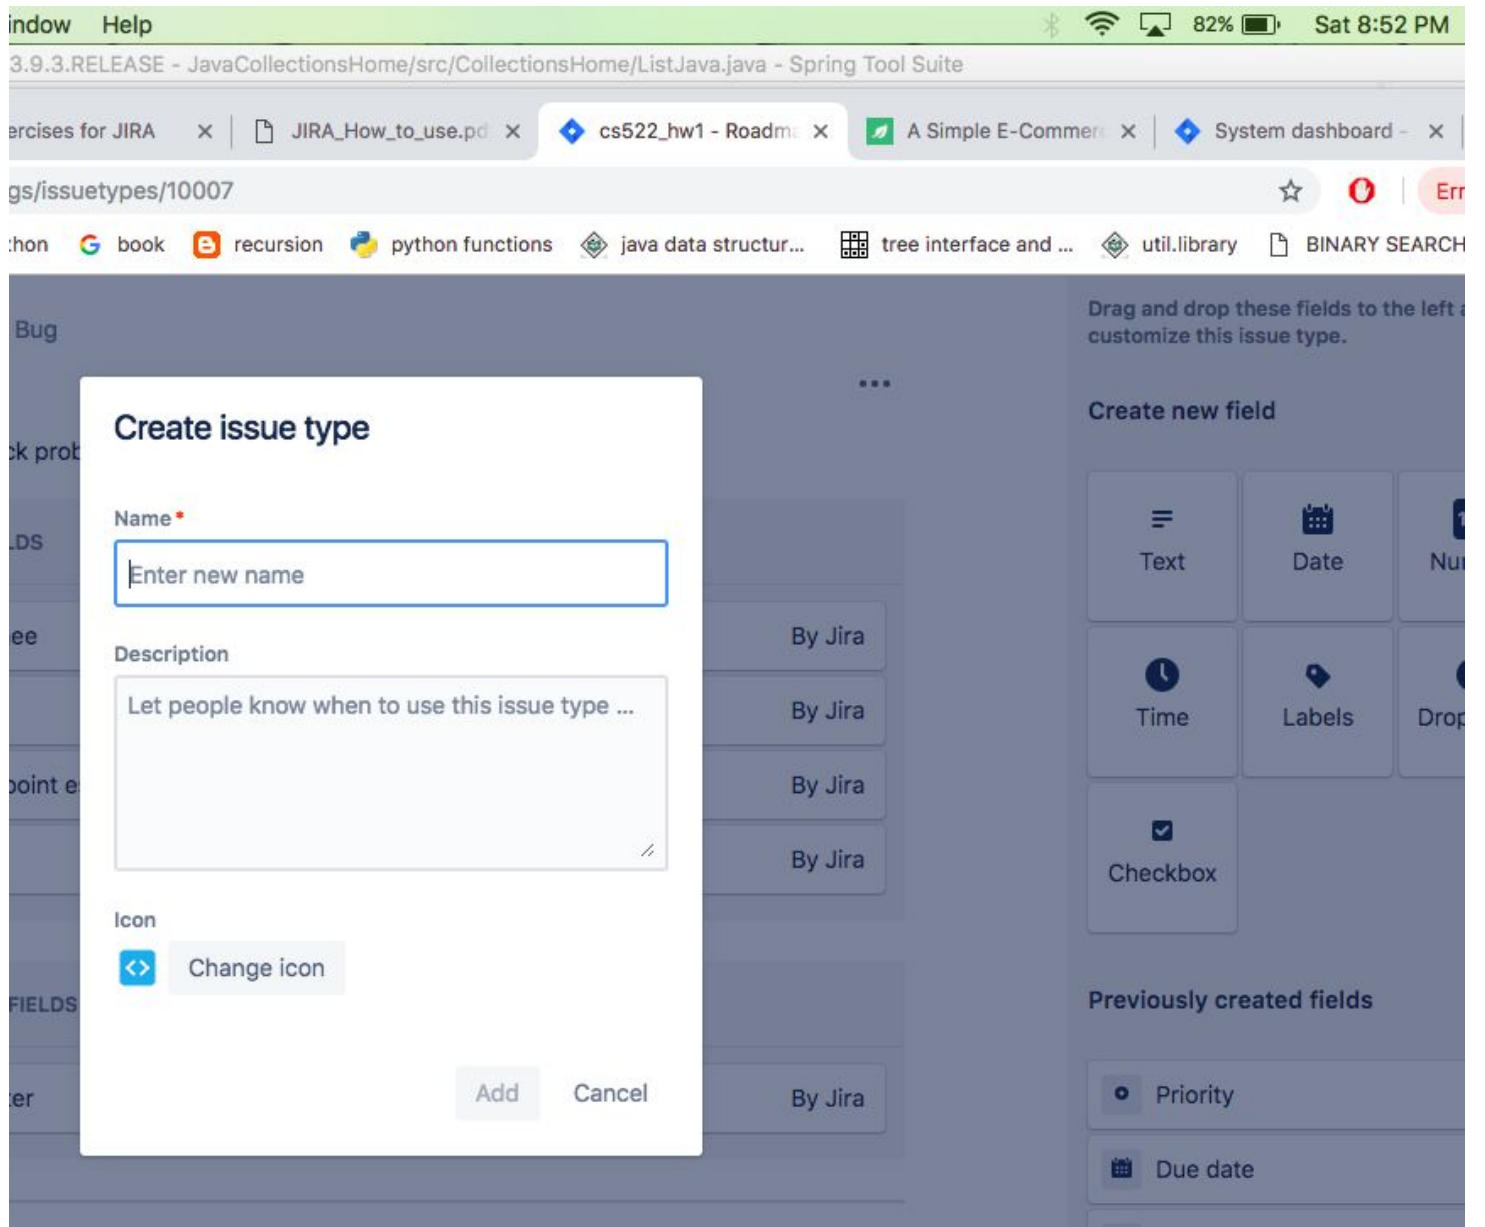 indow Help 82% Sat 8:52 PM
3.9.3.RELEASE - JavaCollectionsHome/src/CollectionsHome/ListJava.java - Spring Tool Suite
ercises for JIRA JIRA_How_to_use.pd cs522_hw1 - Roadma A Simple E-Commer System dashboard -
gs/issuetypes/10007 Err
thon book recursion python functions java data structur... tree interface and ... util.library BINARY SEARCH
Bug
Drag and drop these fields to the left a
customize this issue type.
Create new field
Create issue type
ck prob
Name*
LDS
Enter new name
Text Date Nu
ee By Jira
Description
Let people know when to use this issue type ...
By Jira
Time Labels Drop
point e By Jira
By Jira
Checkbox
Icon
Change icon
FIELDS
Previously created fields
Add Cancel
ter By Jira
Priority
Due date